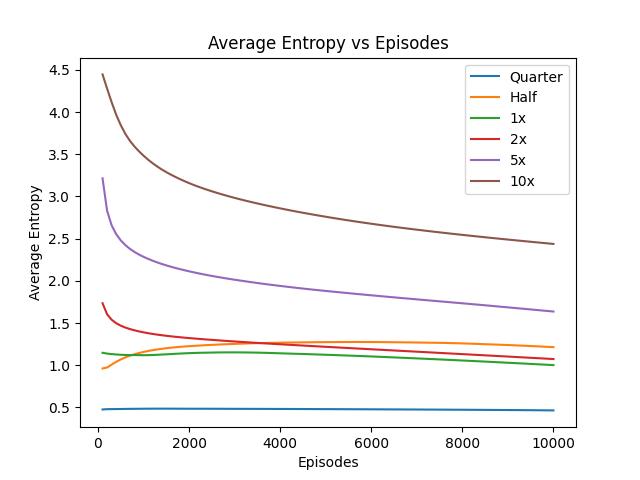 Average Entropy vs Episodes
4.5
4.0
3.5
3.0
2.5
2.0
1.5
1.0
0.5
Average Entropy
Quarter
Half
1x
2x
5x
10x
0
2000
4000
6000
8000
10000
Episodes